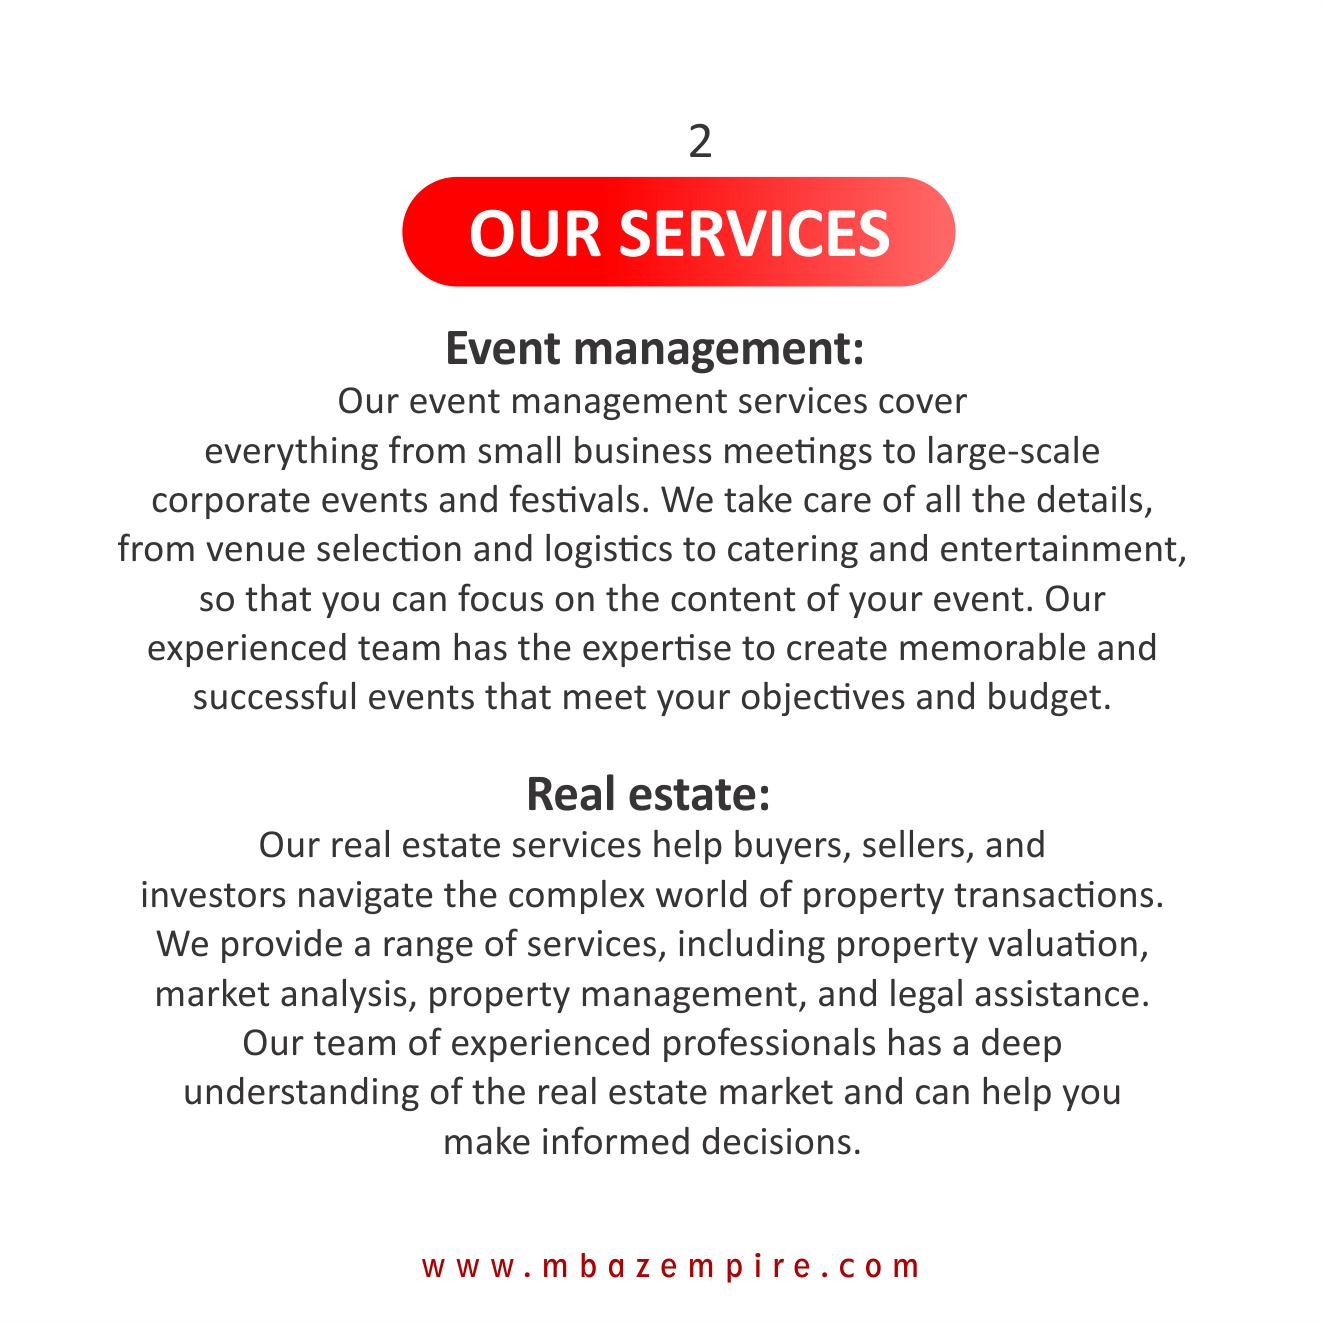 2
OUR SERVICES
Event management:
Our event management services cover
everything from small business meetings to large-scale
corporate events and festivals. We take care of all the details,
from venue selection and logistics to catering and entertainment,
so that you can focus on the content of your event. Our
experienced team has the expertise to create memorable and
successful events that meet your objectives and budget.
Real estate:
Our real estate services help buyers, sellers, and
investors navigate the complex world of property transactions.
We provide a range of services, including property valuation,
market analysis, property management, and legal assistance.
Our team of experienced professionals has a deep
understanding of the real estate market and can help you
make informed decisions.
www.mbazempire.com